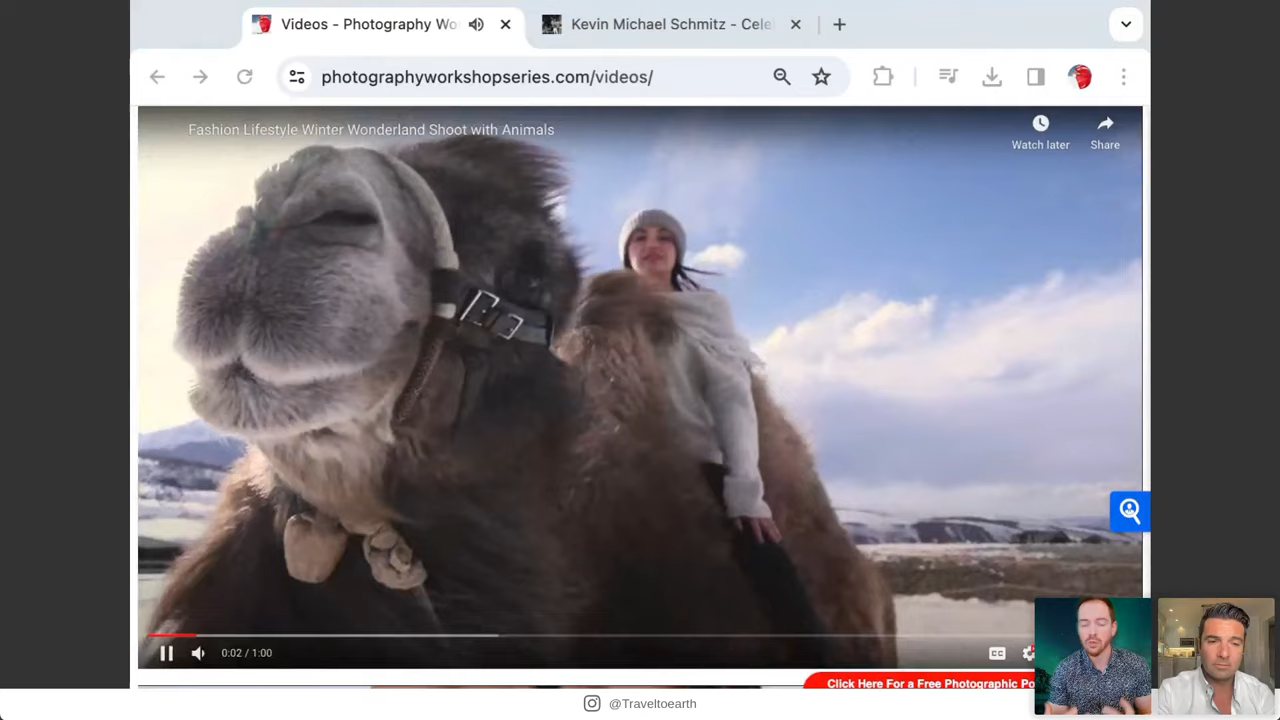 Videos - Photography Wo
Kevin Michael Schmitz - Cele
photographyworkshopseries.com/videos/
Fashion Lifestyle Winter Wonderland Shoot with Animals
Watch later
Share
0:02 / 1:00
CC
Click Here For a Free Photographic Po
@Traveltoearth